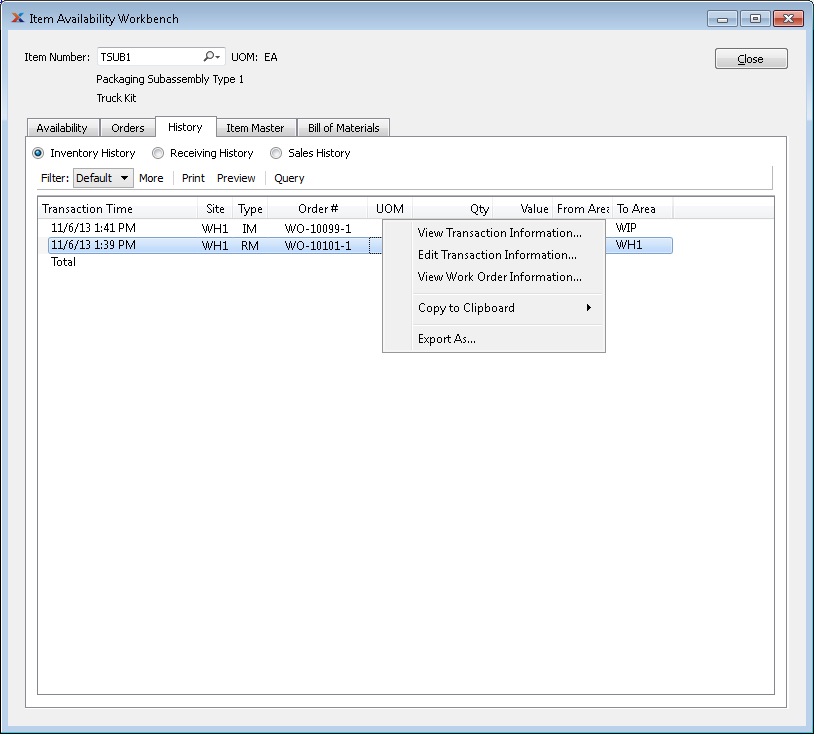 Item Availability Workbench
Item Number: TSUB1 UOM: EA
Close
Packaging Subassembly Type 1
Truck Kit
Availability Orders History Item Master Bill of Materials
Inventory History Receiving History Sales History
Filter: Default More Print Preview Query
Transaction Time Site Type Order # UOM Qty Value From Area To Area
11/6/13 1:41 PM WH1 IM WO-10099-1 WIP
11/6/13 1:39 PM WH1 RM WO-10101-1 WH1
Total
View Transaction Information...
Edit Transaction Information...
View Work Order Information...
Copy to Clipboard
Export As...